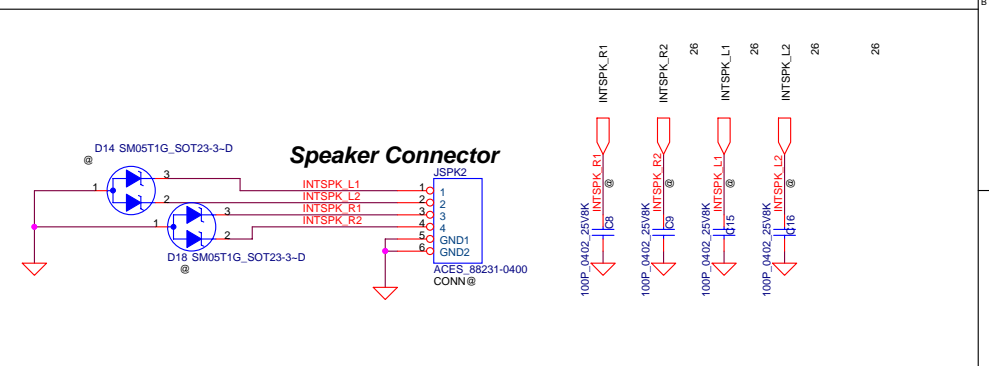 B
D14 SM05T1G_SOT23-3~D
@
1
3
2
1
3
2
D18 SM05T1G_SOT23-3~D
@
Speaker Connector
JSPK2
INTSPK_L1
INTSPK_L2
INTSPK_R1
INTSPK_R2
1
2
3
4
5
6
1
2
3
4
GND1
GND2
ACES_88231-0400
CONN@
INTSPK_R1
INTSPK_R2
26
INTSPK_L1
26
INTSPK_L2
26
26
INTSPK_R1
@
C8
100P_0402_25V8K
INTSPK_R2
@
C9
100P_0402_25V8K
INTSPK_L1
@
C15
100P_0402_25V8K
INTSPK_L2
@
C16
100P_0402_25V8K